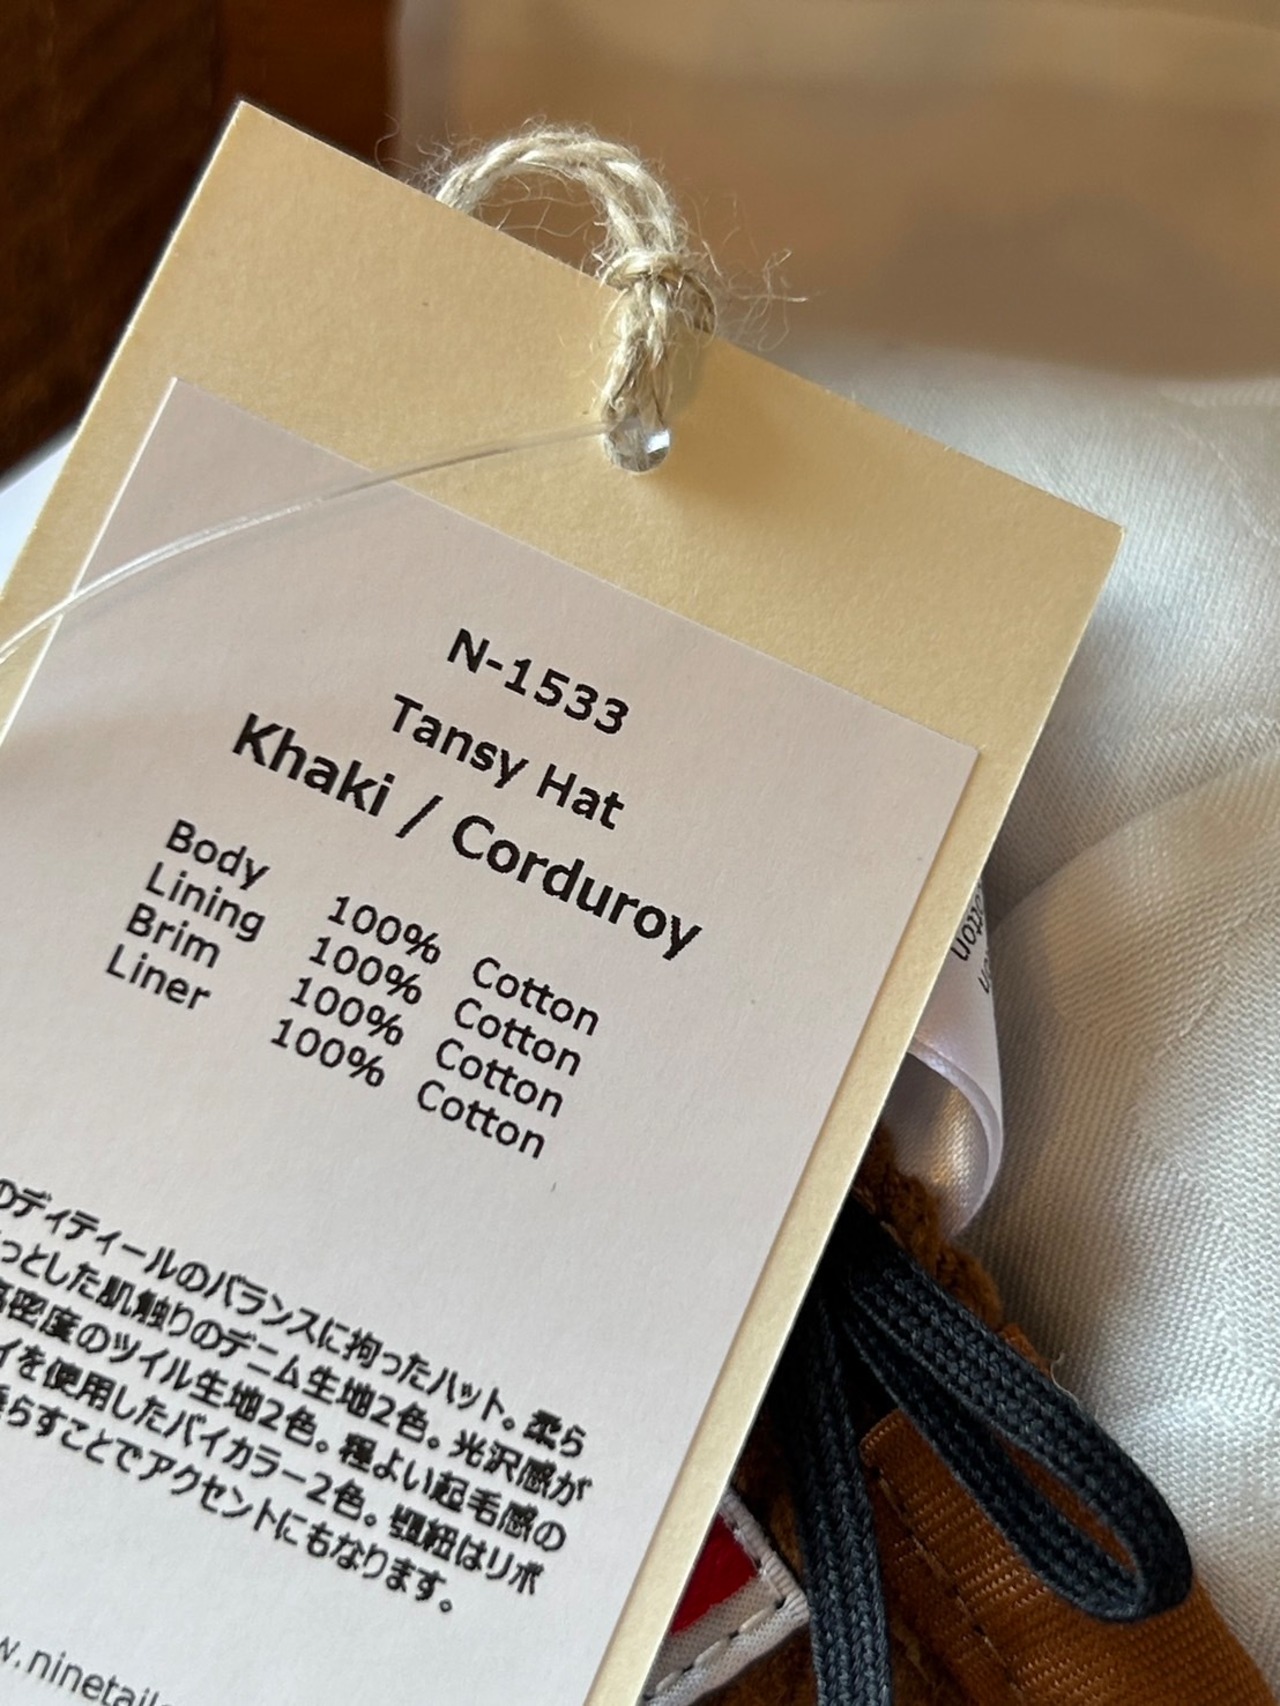 N-1533
Tansy Hat
Khaki / Corduroy
Body 100% Cotton
Lining 100% Cotton
Brim 100% Cotton
Liner 100% Cotton
のディティールのバランスに拘ったハット。柔ら
っとした肌触りのデニム生地2色。光沢感が
高密度のツイル生地2色。程よい起毛感の
イを使用したバイカラー2色。顎紐はリボ
垂らすことでアクセントにもなります。
w.ninetail
otton